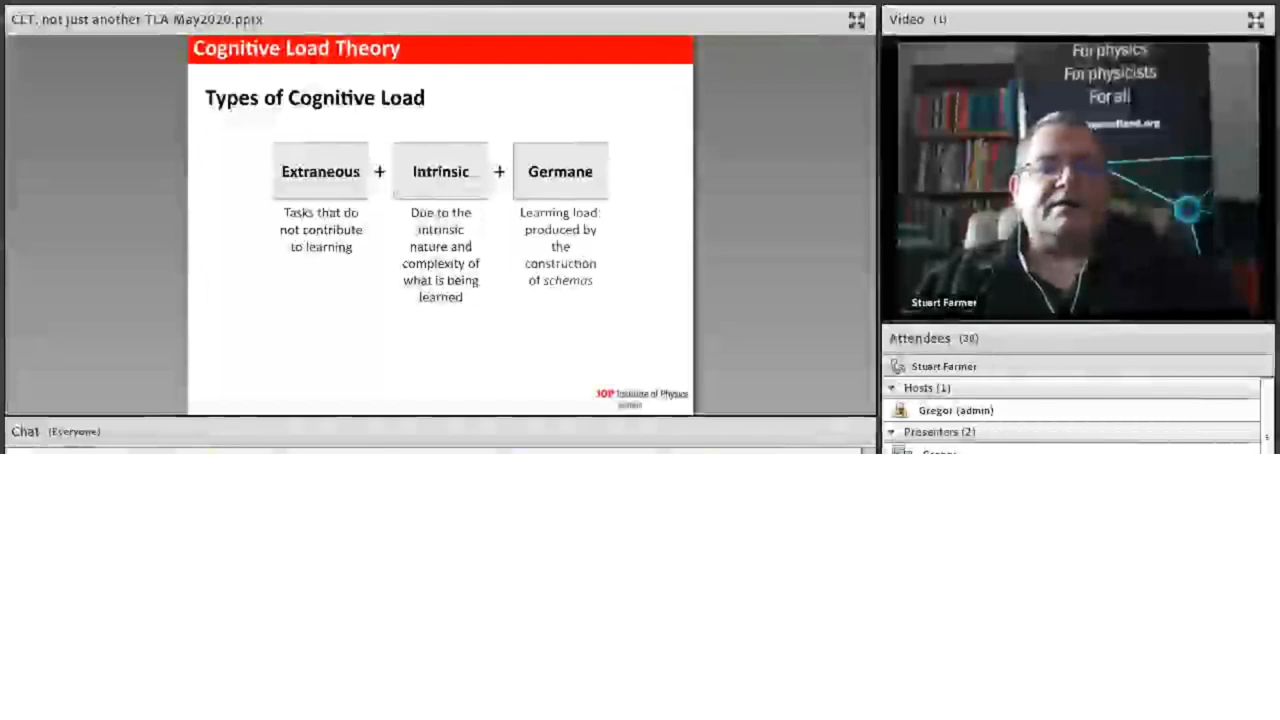 CLT, not just another TLA May2020.pptx
Cognitive Load Theory
Types of Cognitive Load
Extraneous + Intrinsic + Germane
Tasks that do
not contribute
to learning
Due to the
intrinsic
nature and
complexity of
what is being
learned
Learning load:
produced by
the
construction
of schemas
IOP Institute of Physics
Chat (Everyone)
Video (1)
For physics
For physicists
For all
Stuart Farmer
Attendees (30)
Stuart Farmer
Hosts (1)
Gregor (admin)
Presenters (2)